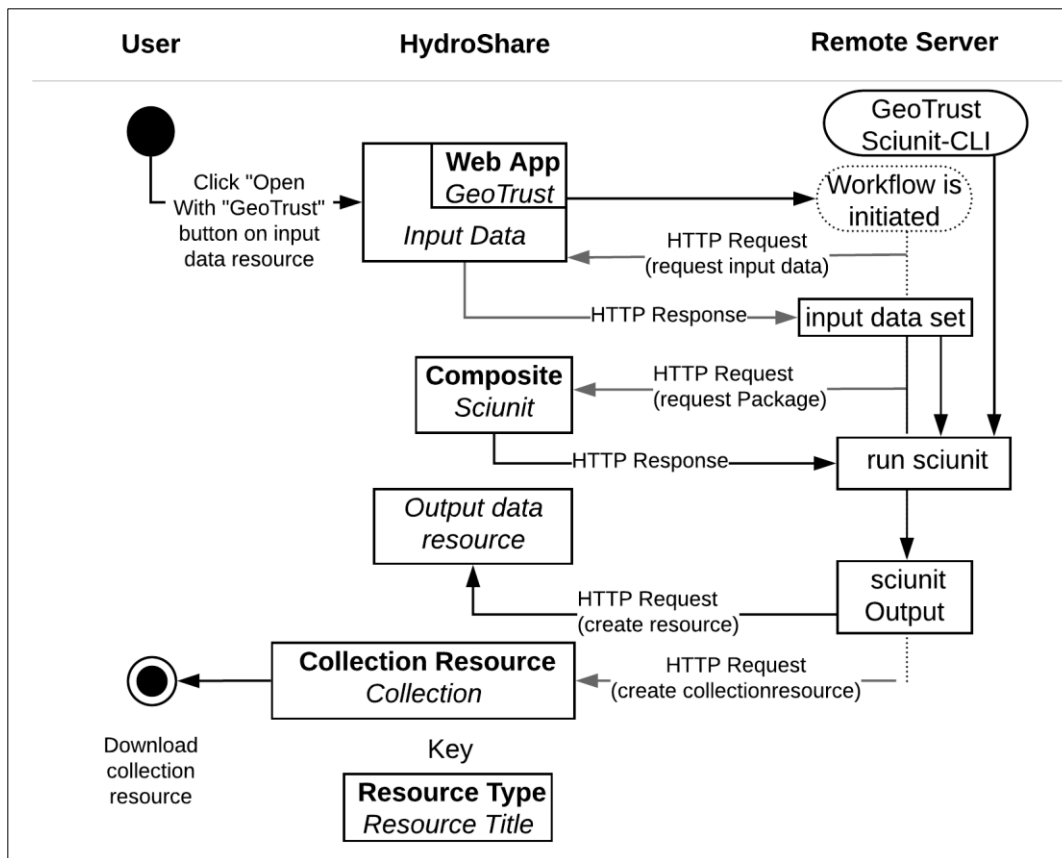 User
HydroShare
Remote Server
GeoTrust
Sciunit-CLI
Web App
GeoTrust
Input Data
Click "Open
With "GeoTrust"
button on input
data resource
Workflow is
initiated
HTTP Request
(request input data)
HTTP Response
input data set
Composite
Sciunit
HTTP Request
(request Package)
HTTP Response
run sciunit
Output data
resource
sciunit
Output
HTTP Request
(create resource)
Collection Resource
Collection
HTTP Request
(create collectionresource)
Download
collection
resource
Key
Resource Type
Resource Title